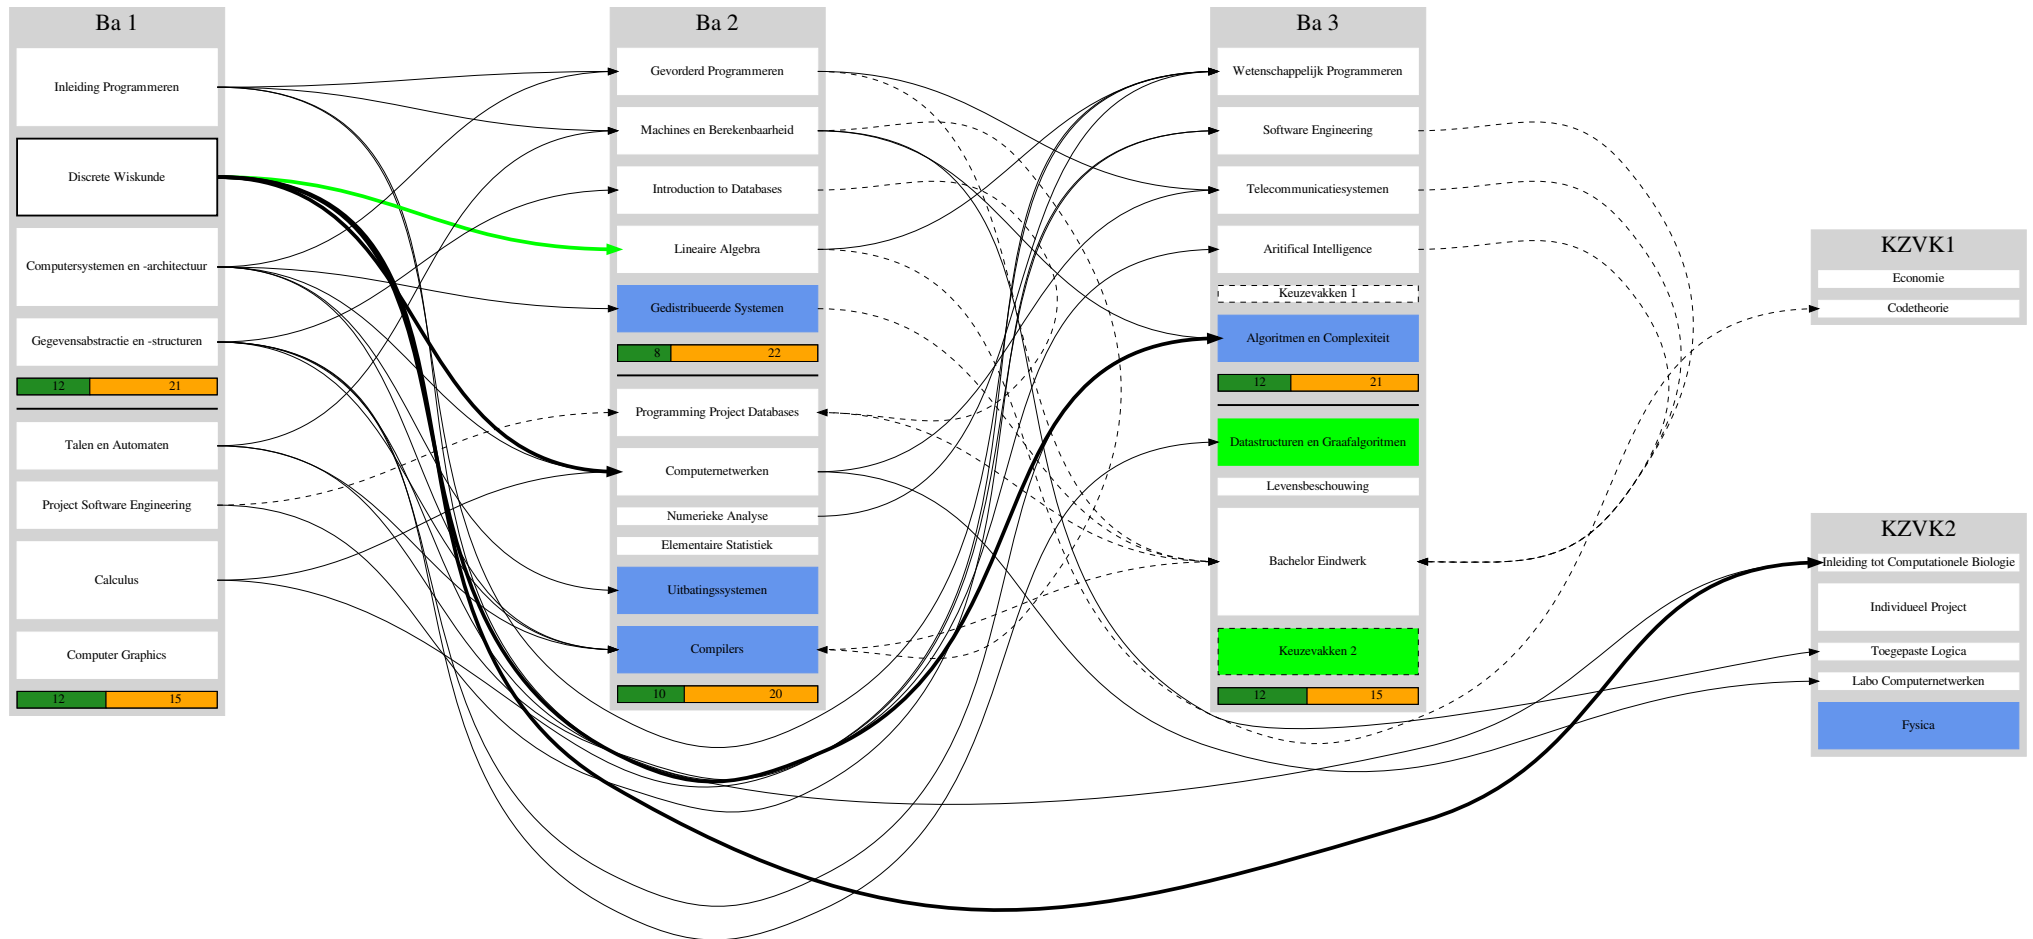 Ba 1
Inleiding Programmeren
Discrete Wiskunde
Computersystemen en -architectuur
Gegevensabstractie en -structuren
12 21
Talen en Automaten
Project Software Engineering
Calculus
Computer Graphics
12 15
Ba 2
Gevorderd Programmeren
Machines en Berekenbaarheid
Introduction to Databases
Lineaire Algebra
Gedistribueerde Systemen
8 22
Programming Project Databases
Computernetwerken
Numerieke Analyse
Elementaire Statistiek
Uitbatingssystemen
Compilers
10 20
Ba 3
Wetenschappelijk Programmeren
Software Engineering
Telecommunicatiesystemen
Aritifical Intelligence
Keuzevakken 1
Algoritmen en Complexiteit
12 21
Datastructuren en Graafalgoritmen
Levensbeschouwing
Bachelor Eindwerk
Keuzevakken 2
12 15
KZVK1
Economie
Codetheorie
KZVK2
Inleiding tot Computationele Biologie
Individueel Project
Toegepaste Logica
Labo Computernetwerken
Fysica